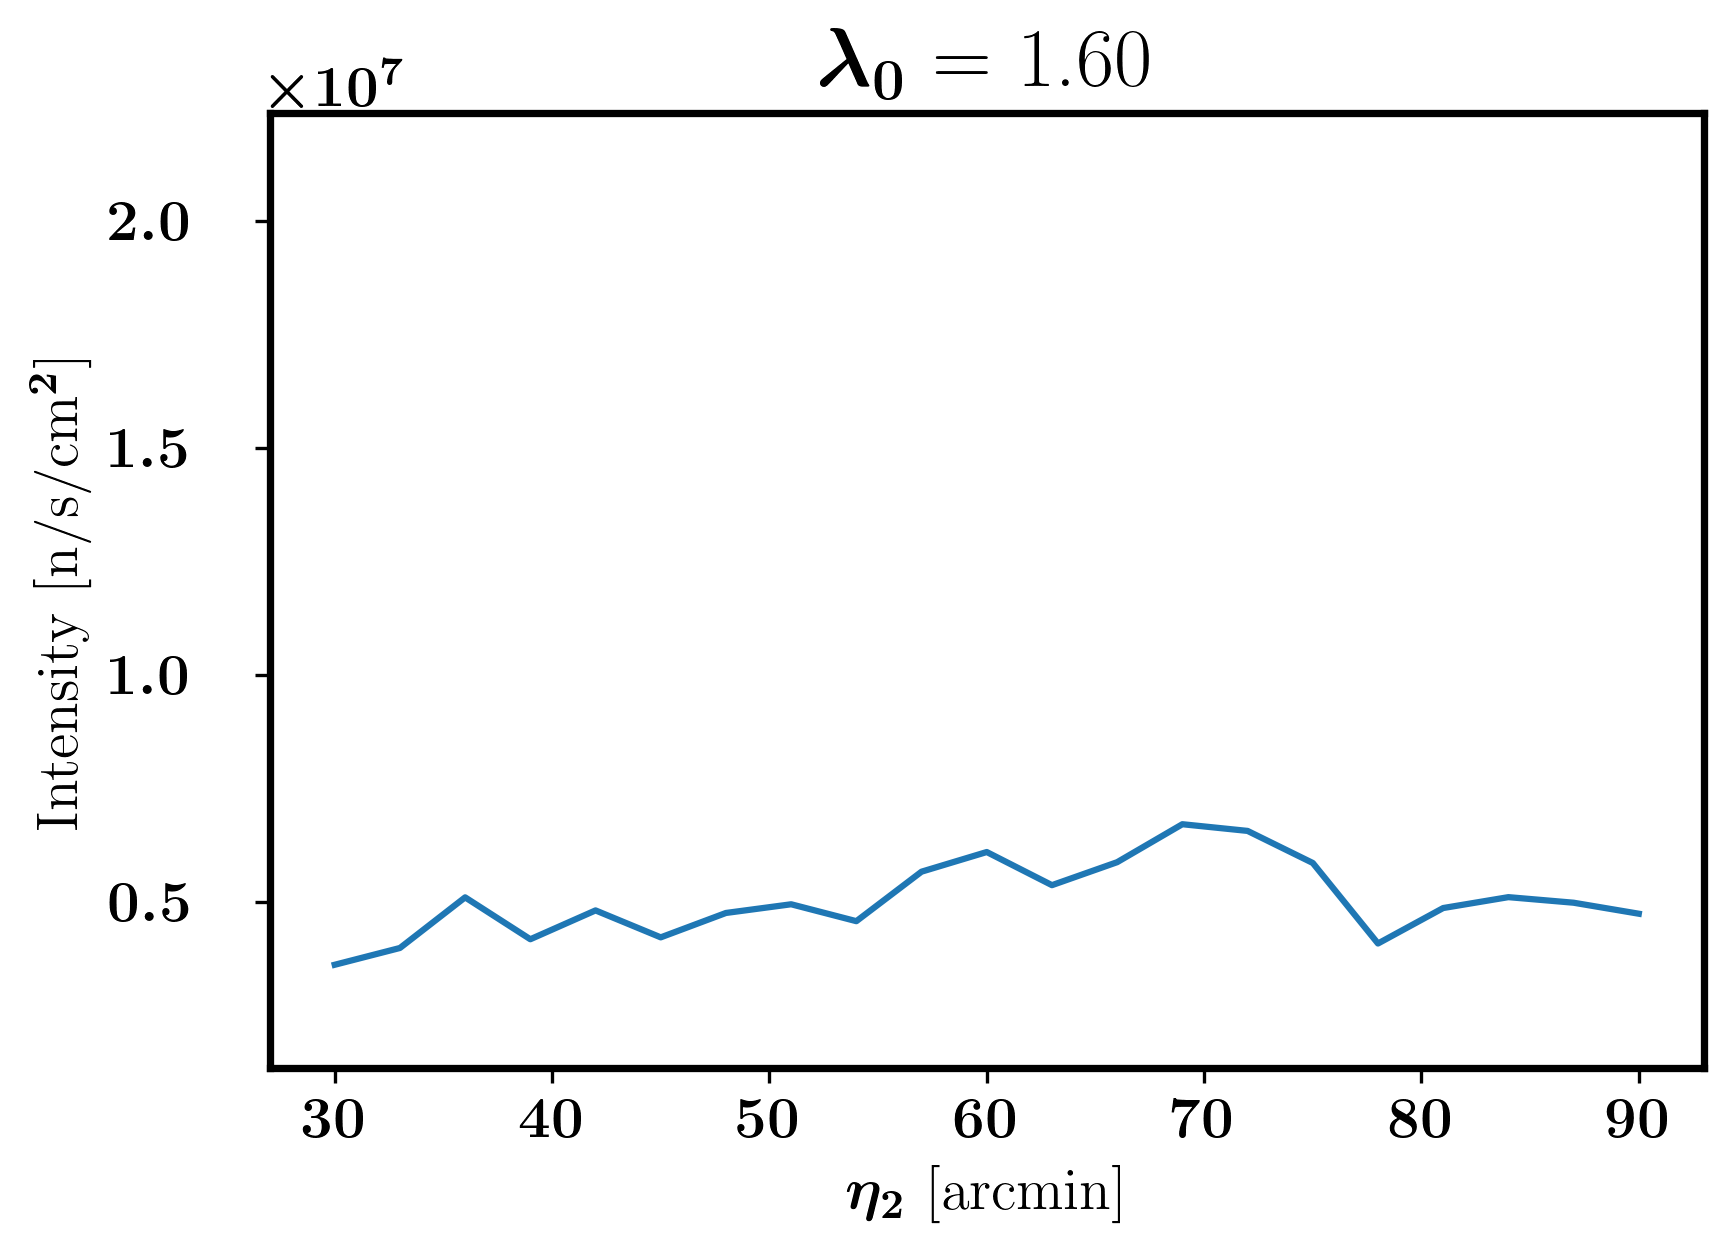 λ₀ = 1.60
×10⁷
2.0
1.5
1.0
0.5
Intensity [n/s/cm²]
30 40 50 60 70 80 90
η₂ [arcmin]